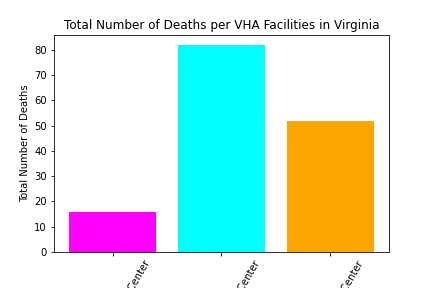 Total Number of Deaths per VHA Facilities in Virginia
80
70
60
50
40
30
20
10
0
Total Number of Deaths
Center
Center
Center